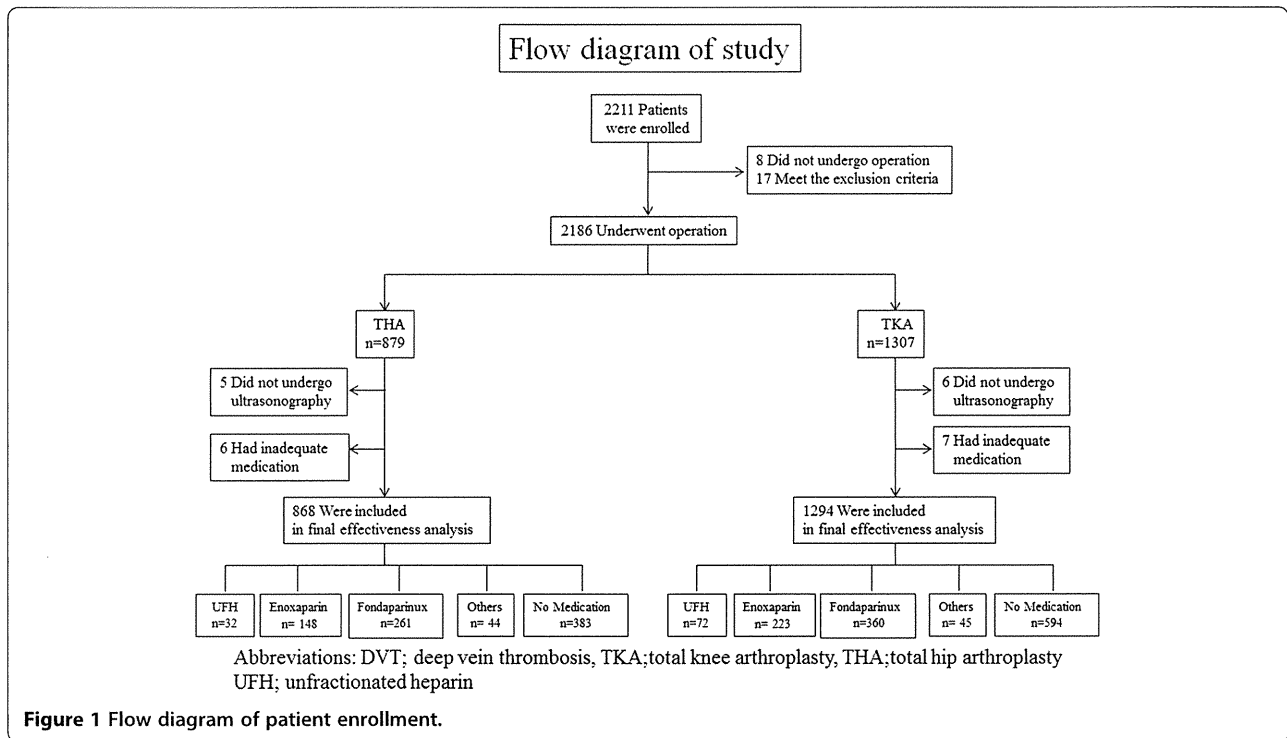 Flow diagram of study
2211 Patients
were enrolled
8 Did not undergo operation
17 Meet the exclusion criteria
2186 Underwent operation
THA
n=879
TKA
n=1307
5 Did not undergo
ultrasonography
6 Did not undergo
ultrasonography
6 Had inadequate
medication
7 Had inadequate
medication
868 Were included
in final effectiveness analysis
1294 Were included
in final effectiveness analysis
UFH
n=32
Enoxaparin
n= 148
Fondaparinux
n=261
Others
n= 44
No Medication
n=383
UFH
n=72
Enoxaparin
n= 223
Fondaparinux
n= 360
Others
n= 45
No Medication
n=594
Abbreviations: DVT; deep vein thrombosis, TKA;total knee arthroplasty, THA;total hip arthroplasty
UFH; unfractionated heparin
Figure 1 Flow diagram of patient enrollment.